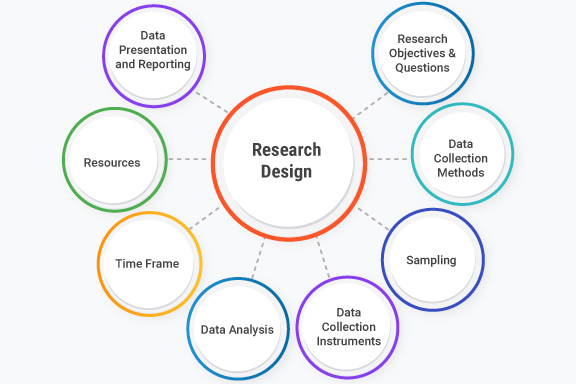 Data
Presentation
and Reporting
Research
Objectives &
Questions
Resources
Research
Design
Data
Collection
Methods
Time Frame
Sampling
Data Analysis
Data
Collection
Instruments